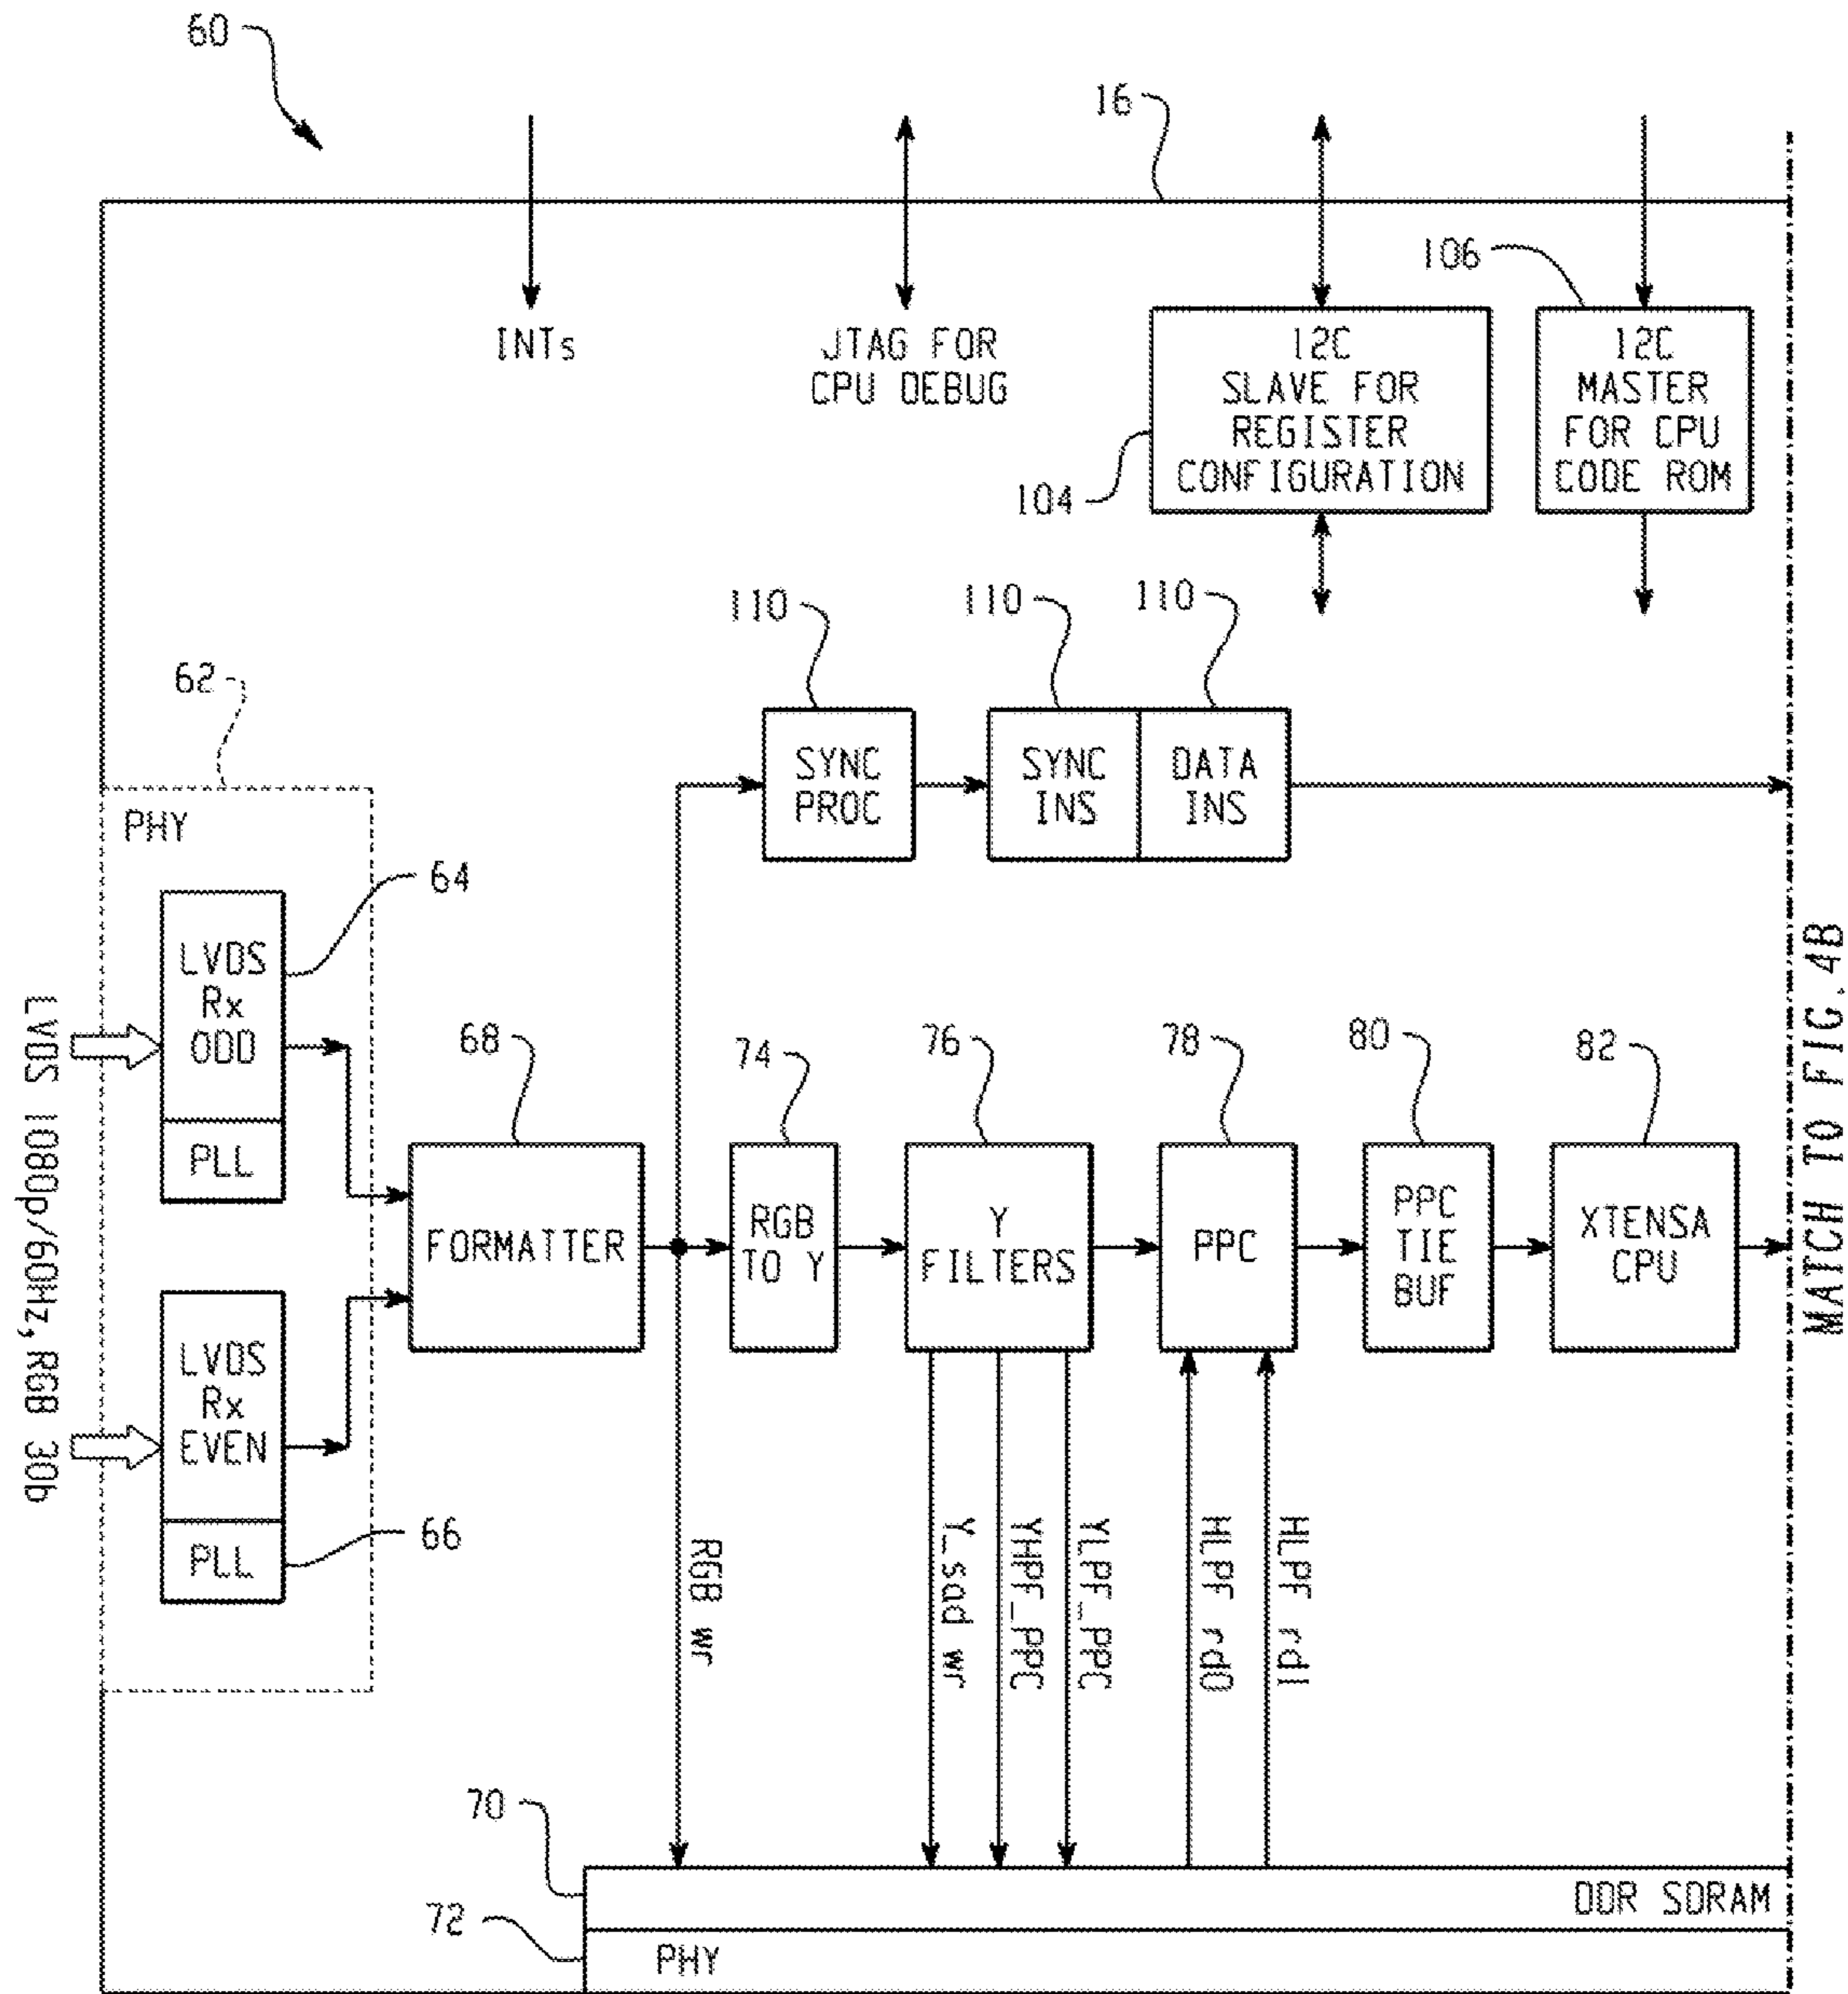 60
16
106
INTs
JTAG FOR
CPU DEBUG
12C
SLAVE FOR
REGISTER
CONFIGURATION
12C
MASTER
FOR CPU
CODE ROM
104
110
110
110
62
SYNC
PROC
SYNC
INS
DATA
INS
PHY
64
LVDS
Rx
ODD
PLL
68
74
76
78
80
82
FORMATTER
RGB
TO Y
Y
FILTERS
PPC
PPC
TIE
BUF
XTENSA
CPU
LVDS
Rx
EVEN
PLL
66
LVDS 1080p/60Hz, RGB 30b
RGB wr
Y_sad wr
YHPF_PPC
YLPF_PPC
HLPF rd0
HLPF rd1
70
DDR SDRAM
72
PHY
MATCH TO FIG. 4B